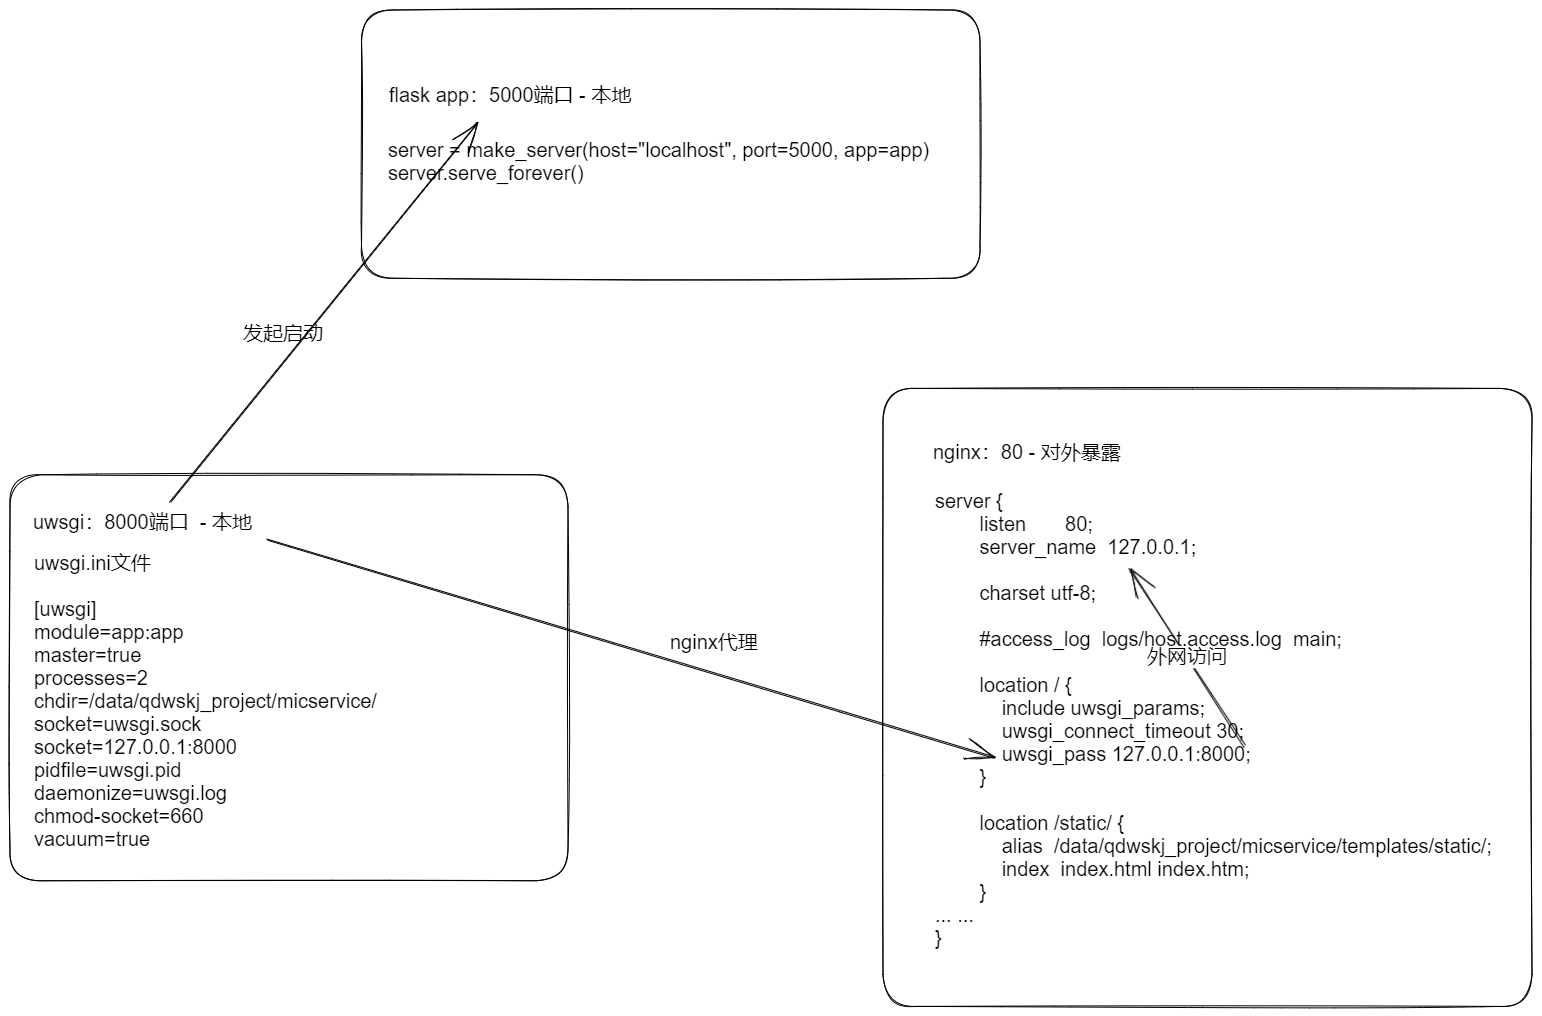 flask app：5000端口 - 本地
server = make_server(host="localhost", port=5000, app=app)
server.serve_forever()
发起启动
uwsgi：8000端口  - 本地
uwsgi.ini文件
[uwsgi]
module=app:app
master=true
processes=2
chdir=/data/qdwskj_project/micservice/
socket=uwsgi.sock
socket=127.0.0.1:8000
pidfile=uwsgi.pid
daemonize=uwsgi.log
chmod-socket=660
vacuum=true
nginx代理
nginx：80 - 对外暴露
server {
listen       80;
server_name  127.0.0.1;
charset utf-8;
#access_log  logs/host.access.log  main;
外网访问
location / {
include uwsgi_params;
uwsgi_connect_timeout 30;
uwsgi_pass 127.0.0.1:8000;
}
location /static/ {
alias  /data/qdwskj_project/micservice/templates/static/;
index  index.html index.htm;
}
... ...
}